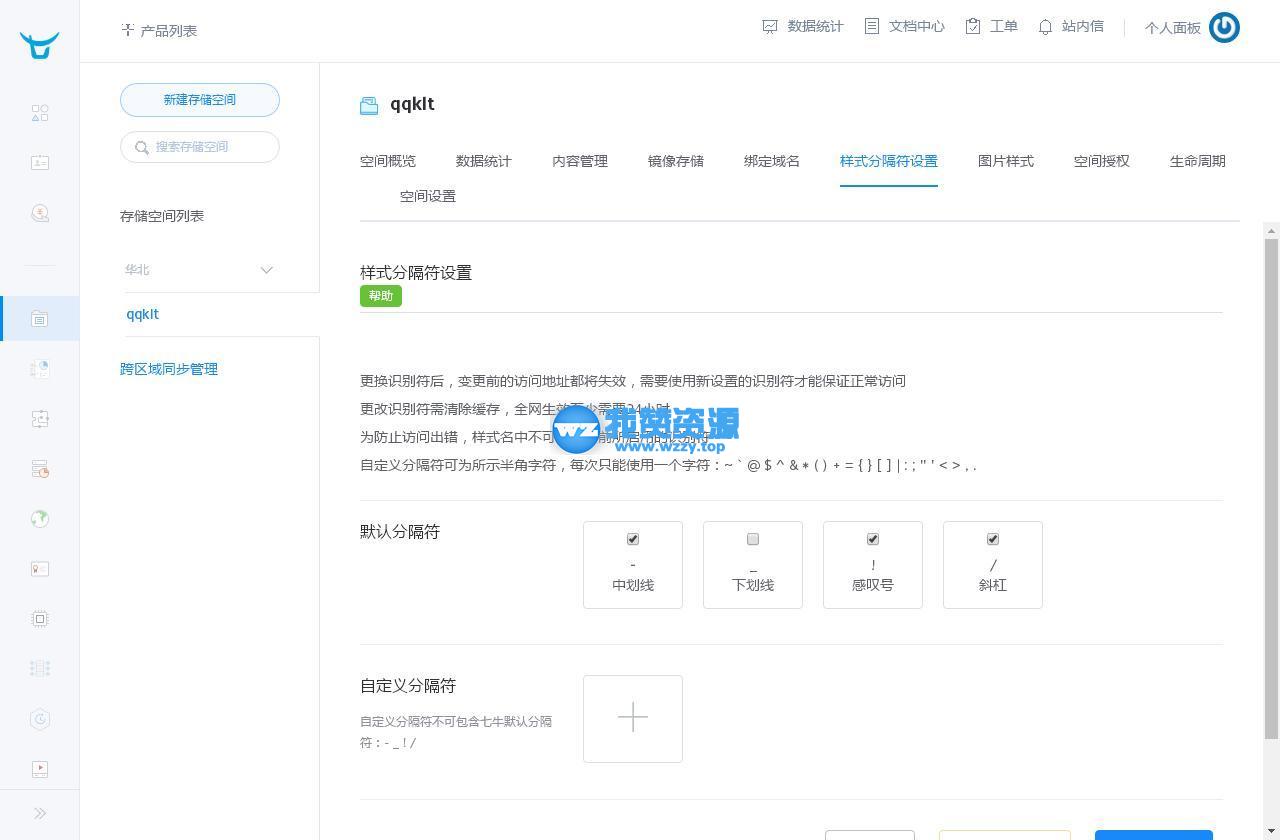 产品列表
数据统计 文档中心 工单 站内信 个人面板
新建存储空间
搜索存储空间
存储空间列表
华北
qqklt
跨区域同步管理
qqklt
空间概览 数据统计 内容管理 镜像存储 绑定域名 样式分隔符设置 图片样式 空间授权 生命周期
空间设置
样式分隔符设置
帮助
更换识别符后，变更前的访问地址都将失效，需要使用新设置的识别符才能保证正常访问
更改识别符需清除缓存，全网生效至少需要24小时
为防止访问出错，样式名中不可 前所启用的识别符
wz
www.wzzy.top
自定义分隔符可为所示半角字符，每次只能使用一个字符：~ ` @ $ ^ & * ( ) + = { } [ ] | : ; " ' < > , .
默认分隔符
- _ ! /
中划线 下划线 感叹号 斜杠
自定义分隔符
自定义分隔符不可包含七牛默认分隔
符：- _ ! /